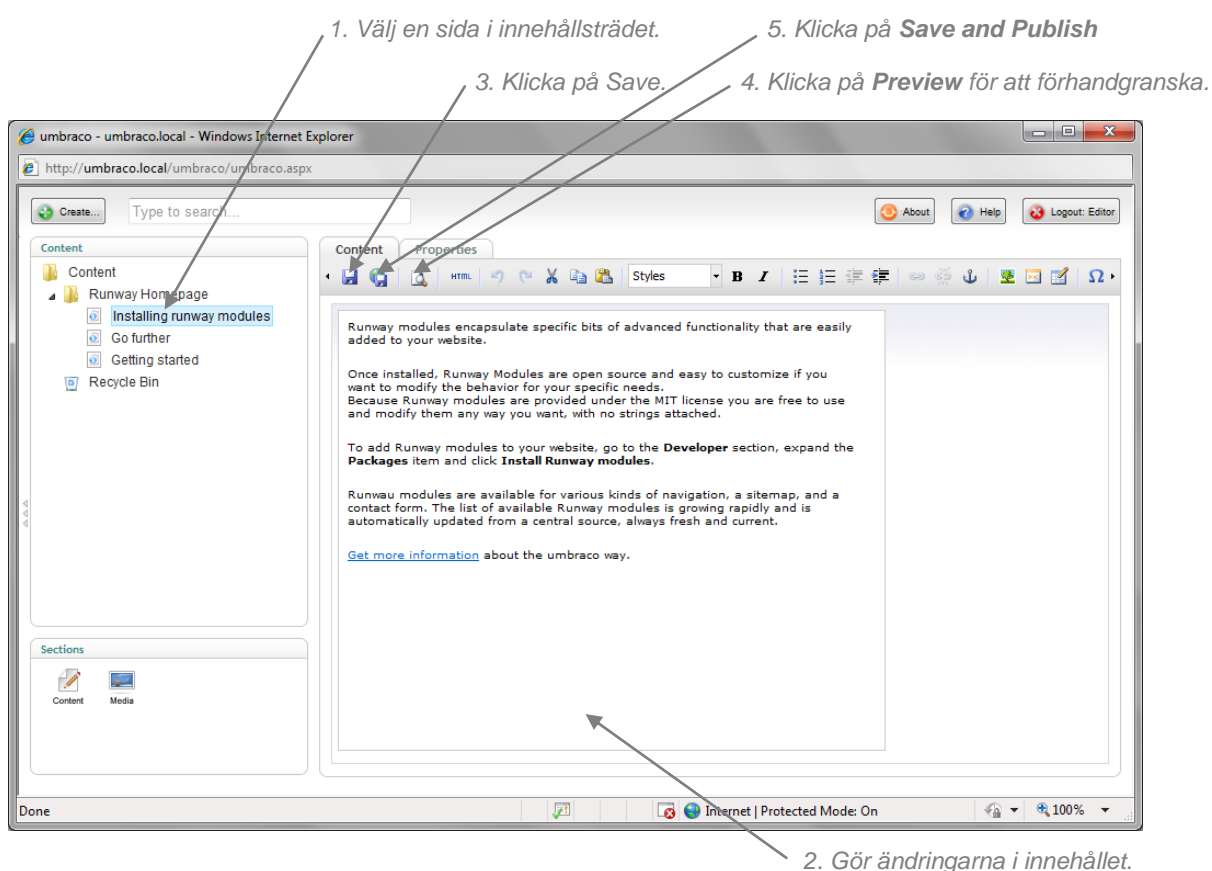 1. Välj en sida i innehållsträdet.
5. Klicka på Save and Publish
3. Klicka på Save.
4. Klicka på Preview för att förhandgranska.
umbraco - umbraco.local - Windows Internet Explorer
http://umbraco.local/umbraco/umbraco.aspx
Create...
Type to search...
About
Help
Logout: Editor
Content
Content
Runway Homepage
Installing runway modules
Go further
Getting started
Recycle Bin
Sections
Content
Media
Content
Properties
HTML
Styles
B
I
Ω
Runway modules encapsulate specific bits of advanced functionality that are easily
added to your website.
Once installed, Runway Modules are open source and easy to customize if you
want to modify the behavior for your specific needs.
Because Runway modules are provided under the MIT license you are free to use
and modify them any way you want, with no strings attached.
To add Runway modules to your website, go to the Developer section, expand the
Packages item and click Install Runway modules.
Runwau modules are available for various kinds of navigation, a sitemap, and a
contact form. The list of available Runway modules is growing rapidly and is
automatically updated from a central source, always fresh and current.
Get more information about the umbraco way.
Done
Internet | Protected Mode: On
100%
2. Gör ändringarna i innehållet.